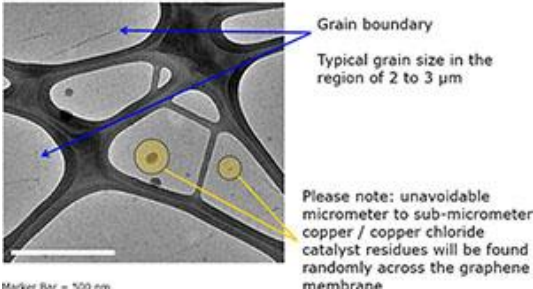 Grain boundary
Typical grain size in the
region of 2 to 3 μm
Please note: unavoidable
micrometer to sub-micrometer
copper / copper chloride
catalyst residues will be found
randomly across the graphene
membrane
Marker Bar = 500 nm